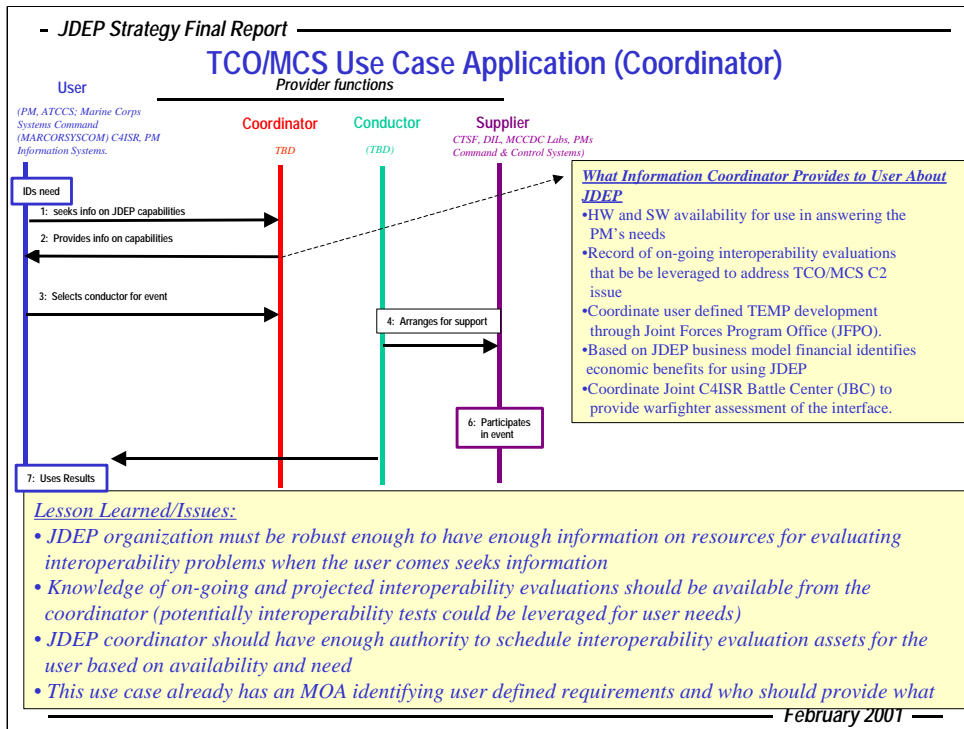 JDEP Strategy Final Report
TCO/MCS Use Case Application (Coordinator)
User
Provider functions
(PM, ATCCS; Marine Corps
Systems Command
(MARCORSYSCOM) C4ISR, PM
Information Systems.
Coordinator
TBD
Conductor
(TBD)
Supplier
CTSF, DIL, MCCDC Labs, PMs
Command & Control Systems)
IDs need
1: seeks info on JDEP capabilities
2: Provides info on capabilities
3: Selects conductor for event
4: Arranges for support
6: Participates
in event
7: Uses Results
What Information Coordinator Provides to User About
JDEP
•HW and SW availability for use in answering the
PM's needs
•Record of on-going interoperability evaluations
that be be leveraged to address TCO/MCS C2
issue
•Coordinate user defined TEMP development
through Joint Forces Program Office (JFPO).
•Based on JDEP business model financial identifies
economic benefits for using JDEP
•Coordinate Joint C4ISR Battle Center (JBC) to
provide warfighter assessment of the interface.
Lesson Learned/Issues:
• JDEP organization must be robust enough to have enough information on resources for evaluating
interoperability problems when the user comes seeks information
• Knowledge of on-going and projected interoperability evaluations should be available from the
coordinator (potentially interoperability tests could be leveraged for user needs)
• JDEP coordinator should have enough authority to schedule interoperability evaluation assets for the
user based on availability and need
• This use case already has an MOA identifying user defined requirements and who should provide what
February 2001